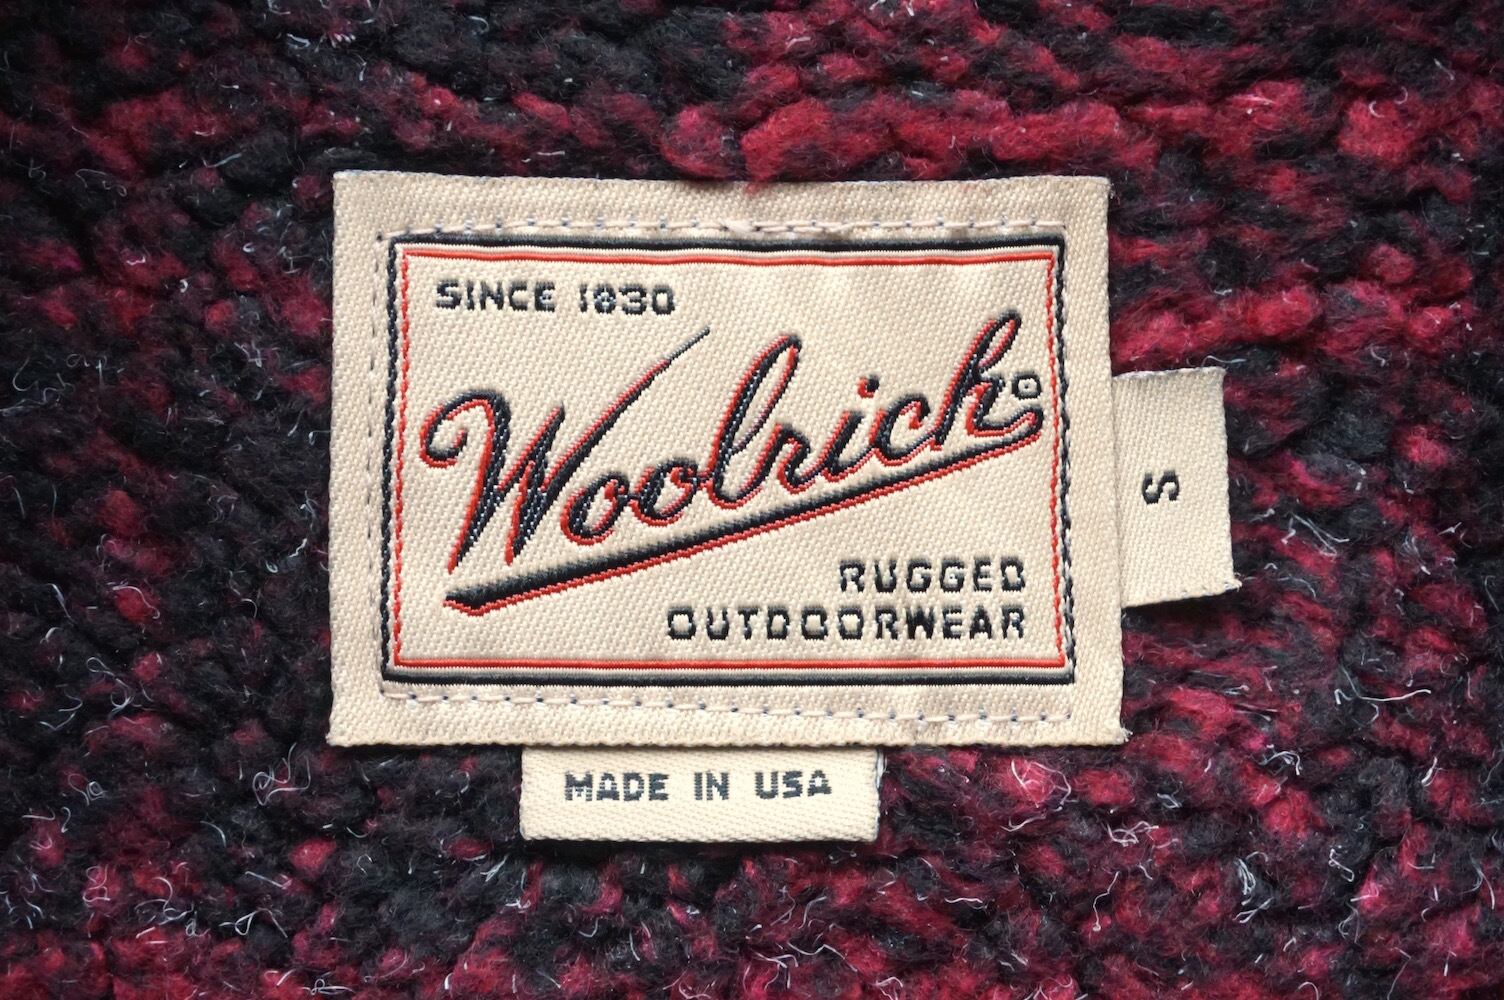 SINCE 1830
Woolrich®
RUGGED
OUTDOORWEAR
S
MADE IN USA